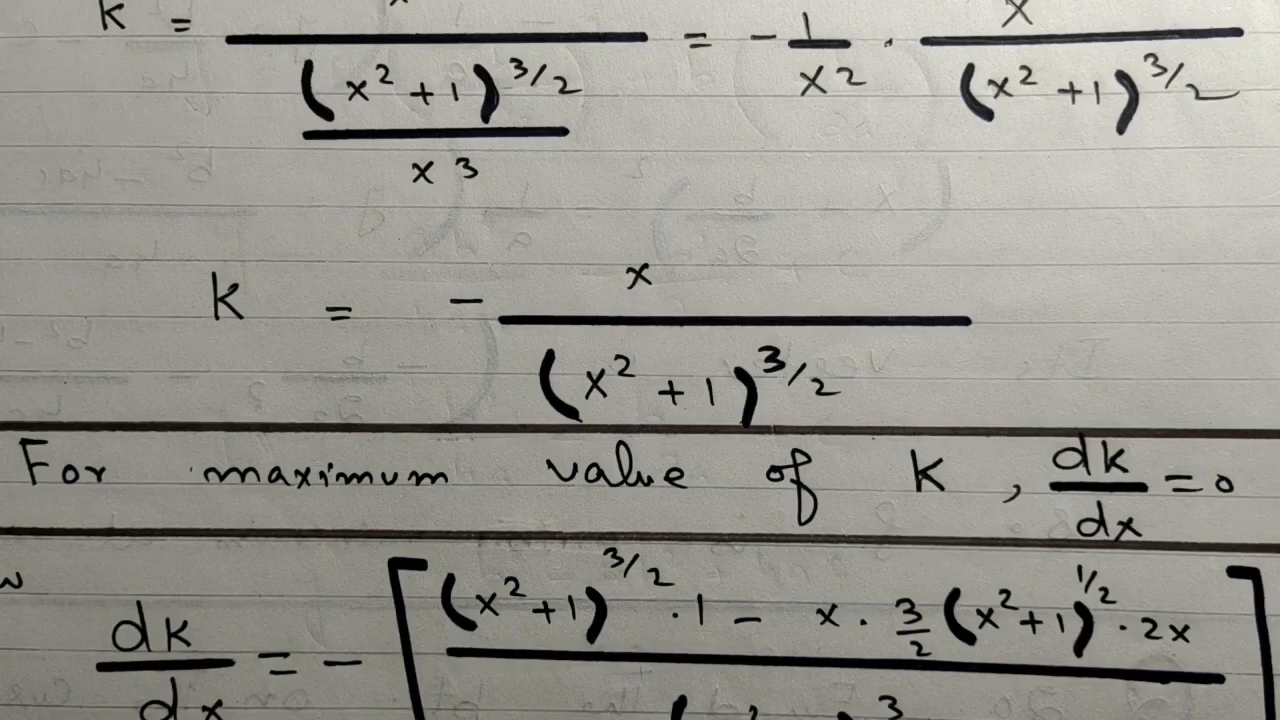 K = / (x² + 1)^3/2 / x³ = - 1/x² . x/(x² + 1)^3/2
K = - x/(x² + 1)^3/2
For maximum value of K, dk/dx = 0
dk/dx = - [(x²+1)^3/2 . 1 - x . 3/2 (x²+1)^1/2 . 2x